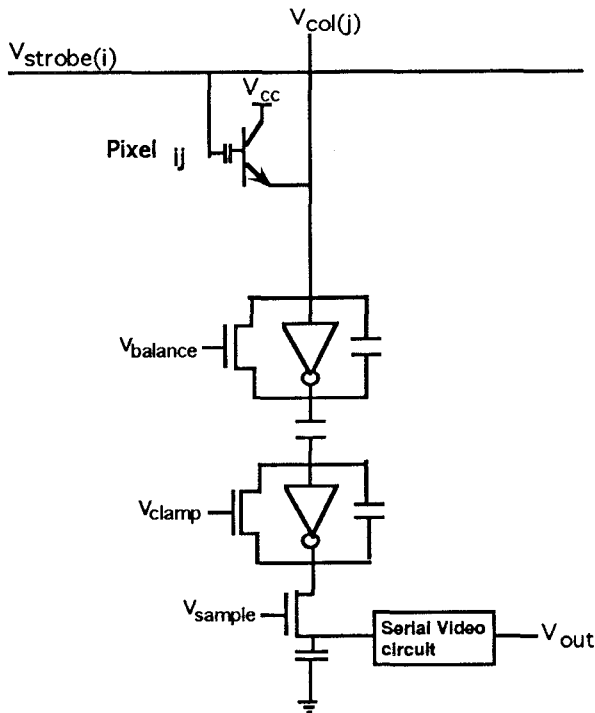 Vcol(j)
Vstrobe(i)
Vcc
Pixel ij
Vbalance
Vclamp
Vsample
Serial Video
circuit
Vout